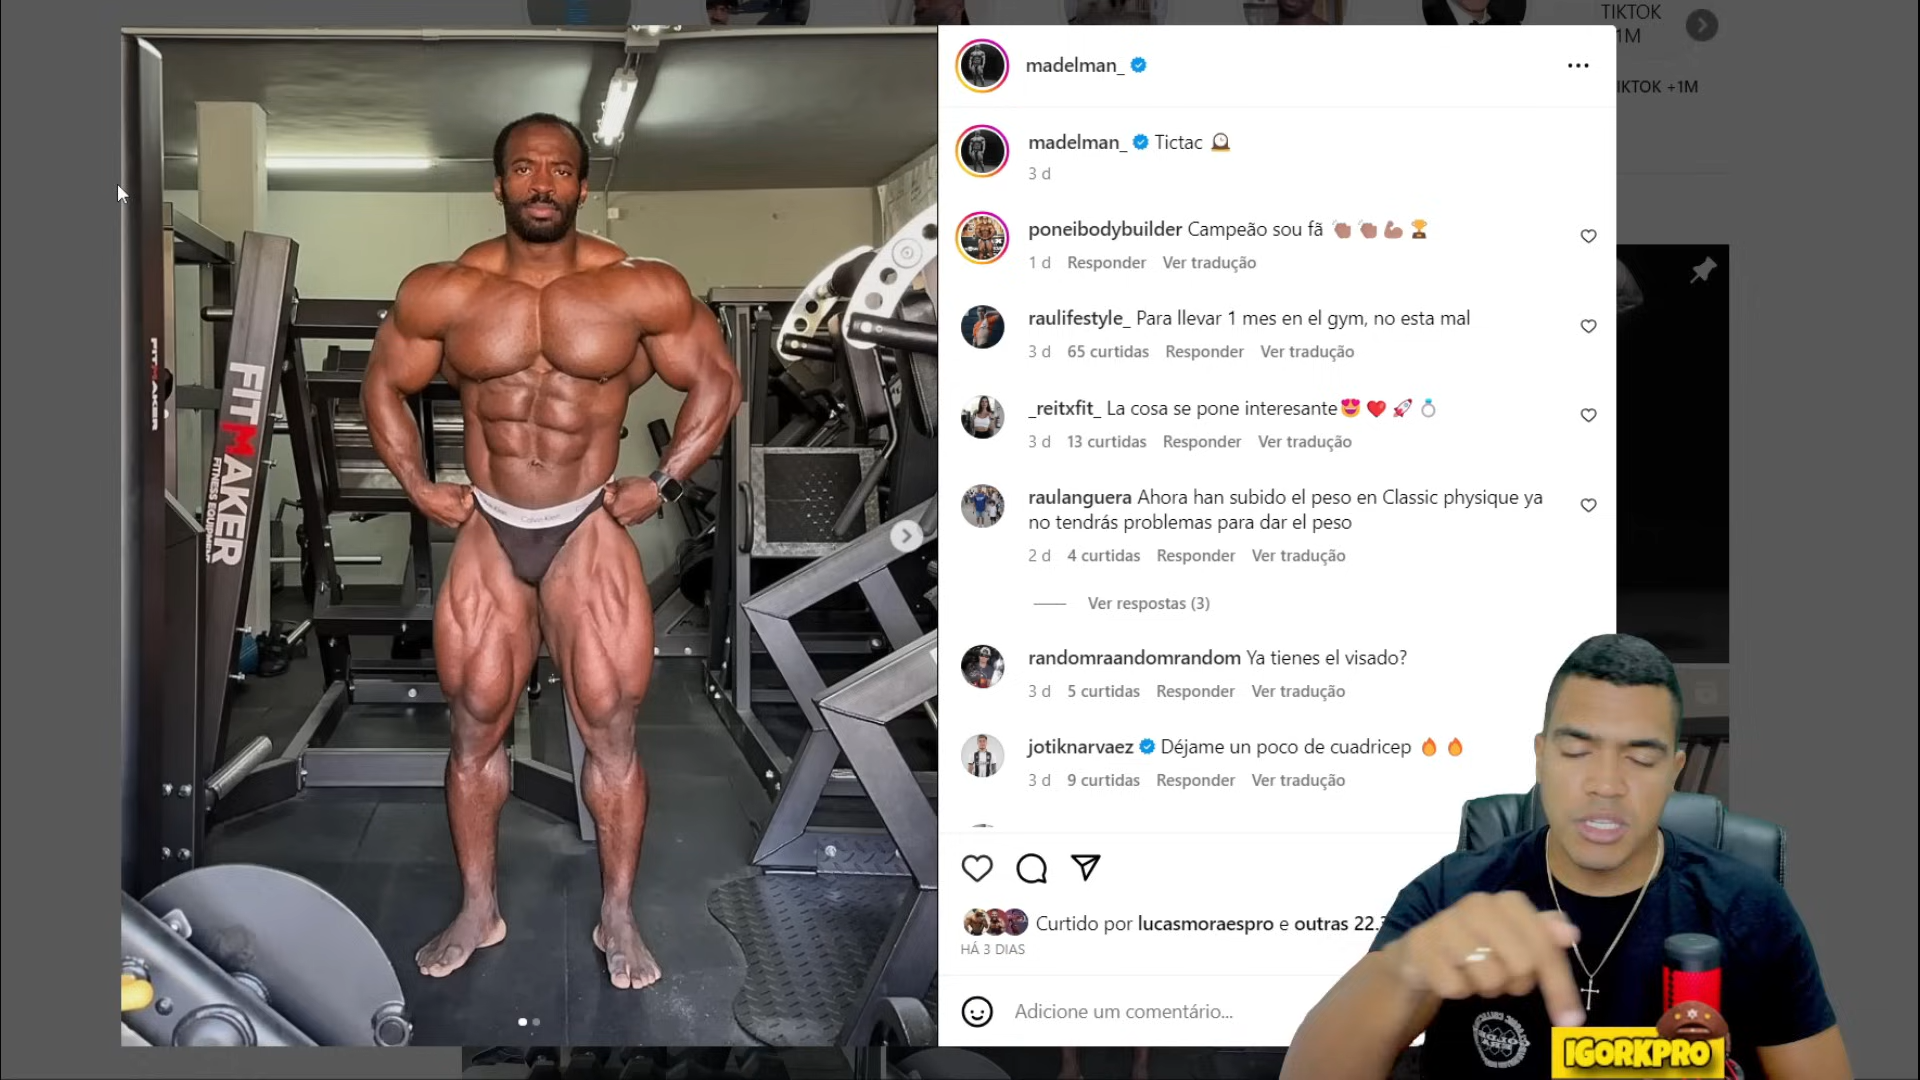 TIKTOK
1M
IKTOK +1M
madelman_
madelman_ Tictac
3 d
poneibodybuilder Campeão sou fã
1 d Responder Ver tradução
raulifestyle_ Para llevar 1 mes en el gym, no esta mal
3 d 65 curtidas Responder Ver tradução
_reitxfit_ La cosa se pone interesante
3 d 13 curtidas Responder Ver tradução
raulanguera Ahora han subido el peso en Classic physique ya
no tendrás problemas para dar el peso
2 d 4 curtidas Responder Ver tradução
Ver respostas (3)
randomraandomrandom Ya tienes el visado?
3 d 5 curtidas Responder Ver tradução
jotiknarvaez Déjame un poco de cuadricep
3 d 9 curtidas Responder Ver tradução
Curtido por lucasmoraespro e outras 22.
HÁ 3 DIAS
Adicione um comentário...
FITMAKER
FITNESS EQUIPMENT
FITMAKER
Calvin Klein
IGORKPRO